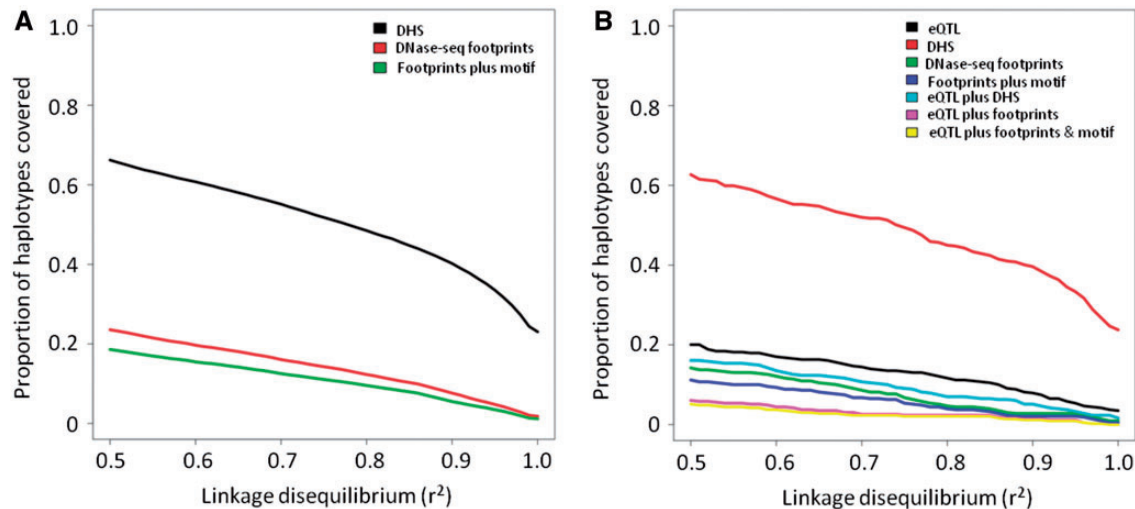 A
DHS
DNase-seq footprints
Footprints plus motif
Proportion of haplotypes covered
1.0
0.8
0.6
0.4
0.2
0
0.5 0.6 0.7 0.8 0.9 1.0
Linkage disequilibrium (r²)
B
eQTL
DHS
DNase-seq footprints
Footprints plus motif
eQTL plus DHS
eQTL plus footprints
eQTL plus footprints & motif
Proportion of haplotypes covered
1.0
0.8
0.6
0.4
0.2
0
0.5 0.6 0.7 0.8 0.9 1.0
Linkage disequilibrium (r²)